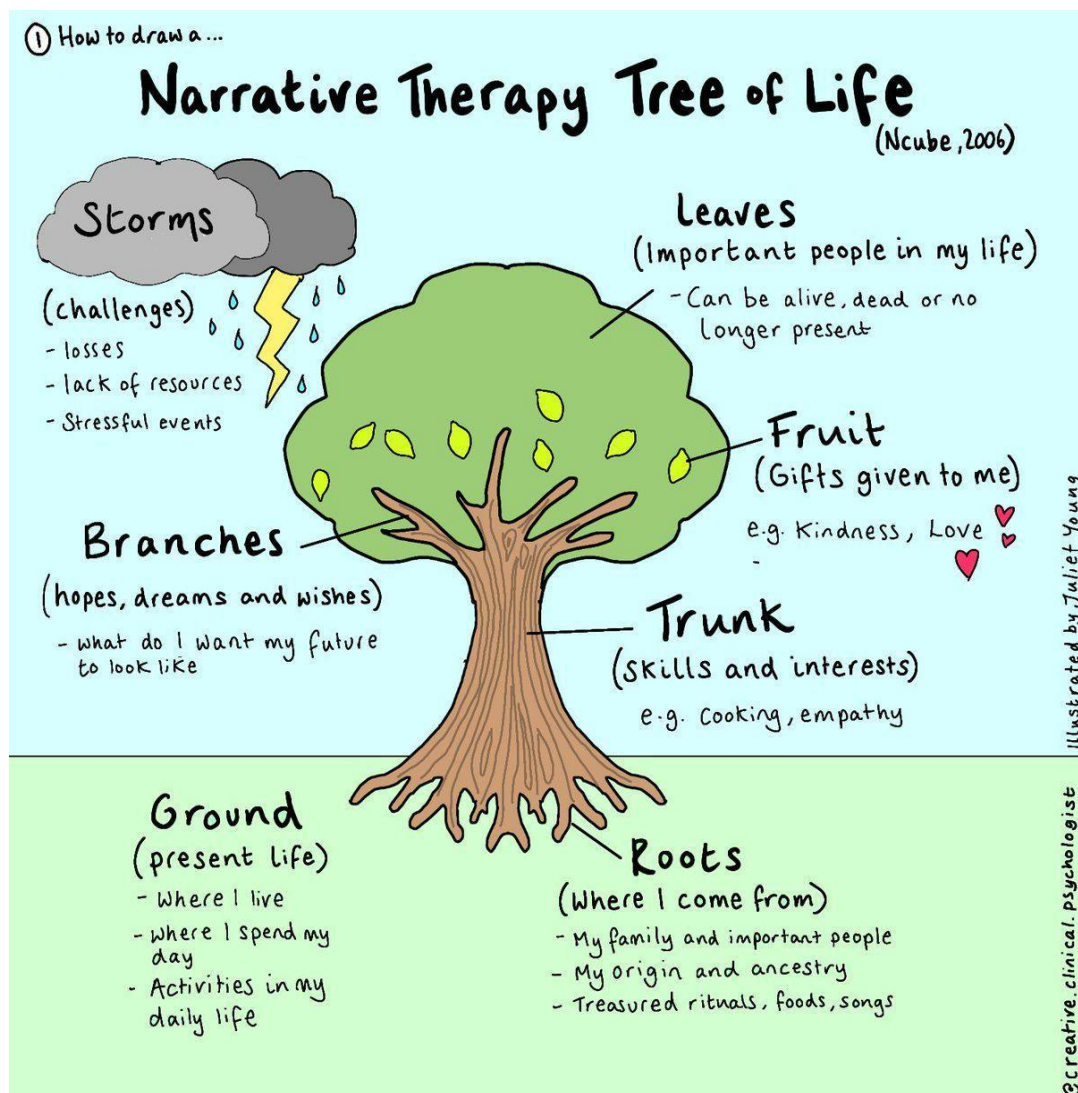 ① How to draw a...
Narrative Therapy Tree of Life
(Ncube, 2006)
Storms
(challenges)
- losses
- lack of resources
- Stressful events
Leaves
(Important people in my life)
- Can be alive, dead or no
longer present
Fruit
(Gifts given to me)
e.g. Kindness, Love
-
Branches
(hopes, dreams and wishes)
- what do I want my future
to look like
Trunk
(skills and interests)
e.g. Cooking, empathy
Ground
(present life)
- Where I live
- where I spend my
day
- Activities in my
daily life
Roots
(Where I come from)
- My family and important people
- My origin and ancestry
- Treasured rituals, foods, songs
Illustrated by Juliet Young
@creative.clinical.psychologist